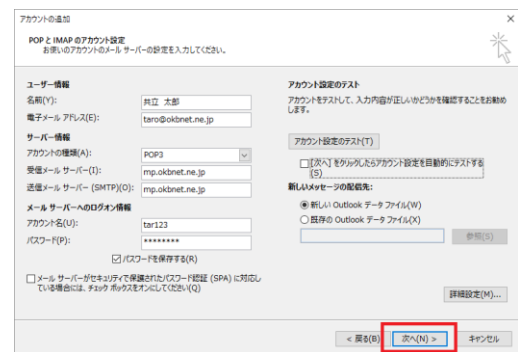 アカウントの追加
POP と IMAP のアカウント設定
お使いのアカウントのメール サーバーの設定を入力してください。
ユーザー情報
名前(Y):
共立 太郎
電子メール アドレス(E):
taro@okbnet.ne.jp
サーバー情報
アカウントの種類(A):
POP3
受信メール サーバー(I):
mp.okbnet.ne.jp
送信メール サーバー (SMTP)(O):
mp.okbnet.ne.jp
メール サーバーへのログオン情報
アカウント名(U):
tar123
パスワード(P):
********
パスワードを保存する(R)
メール サーバーがセキュリティで保護されたパスワード認証 (SPA) に対応し
ている場合には、チェック ボックスをオンにしてください(Q)
アカウント設定のテスト
アカウントをテストして、入力内容が正しいかどうかを確認することをお勧め
します。
アカウント設定のテスト(T)
[次へ] をクリックしたらアカウント設定を自動的にテストする
(S)
新しいメッセージの配信先:
新しい Outlook データ ファイル(W)
既存の Outlook データ ファイル(X)
参照(S)
詳細設定(M)...
< 戻る(B)
次へ(N) >
キャンセル